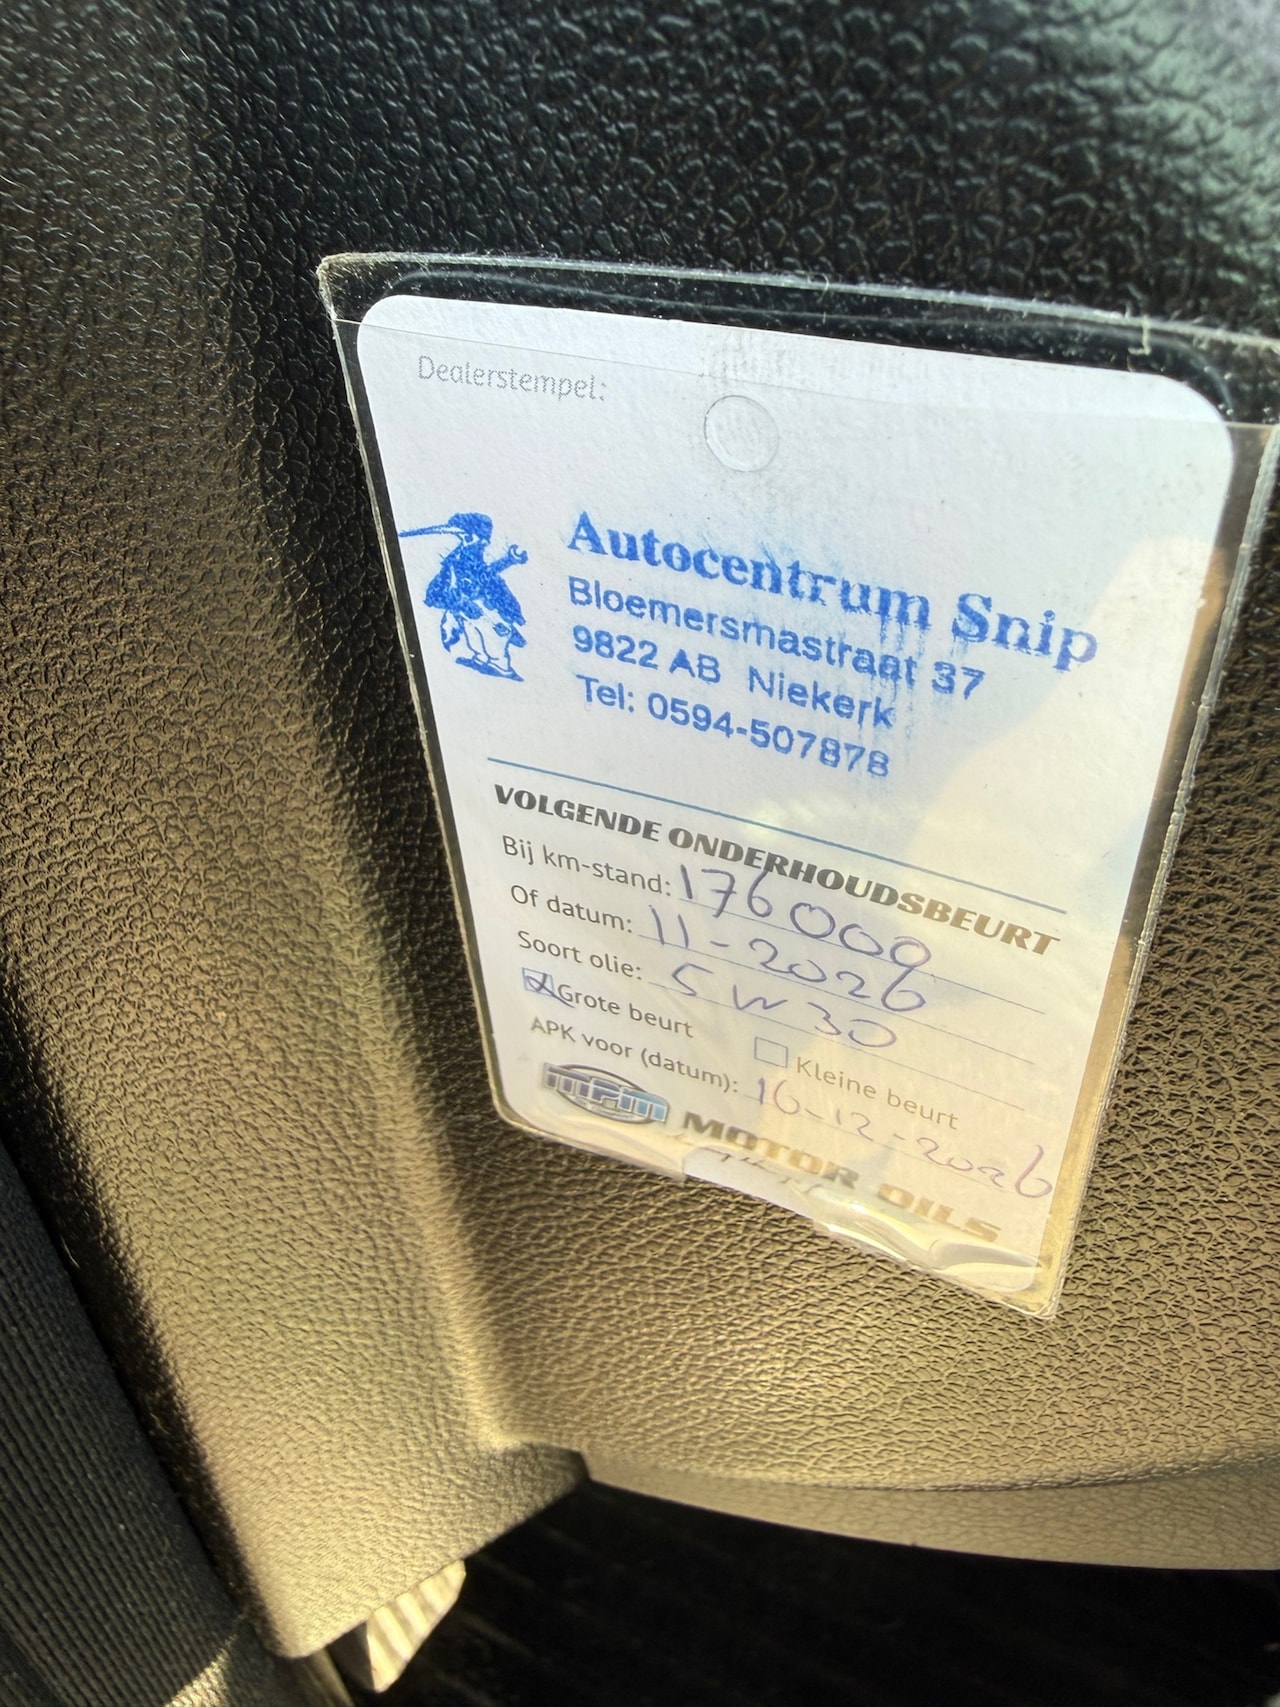 Dealerstempel:
Autocentrum Snip
Bloemersmastraat 37
9822 AB Niekerk
Tel: 0594-507878
VOLGENDE ONDERHOUDSBEURT
Bij km-stand: 176000
Of datum: 11-2026
Soort olie: 5W30
Grote beurt
Kleine beurt
APK voor (datum): 16-12-2026
MPM MOTOR OILS